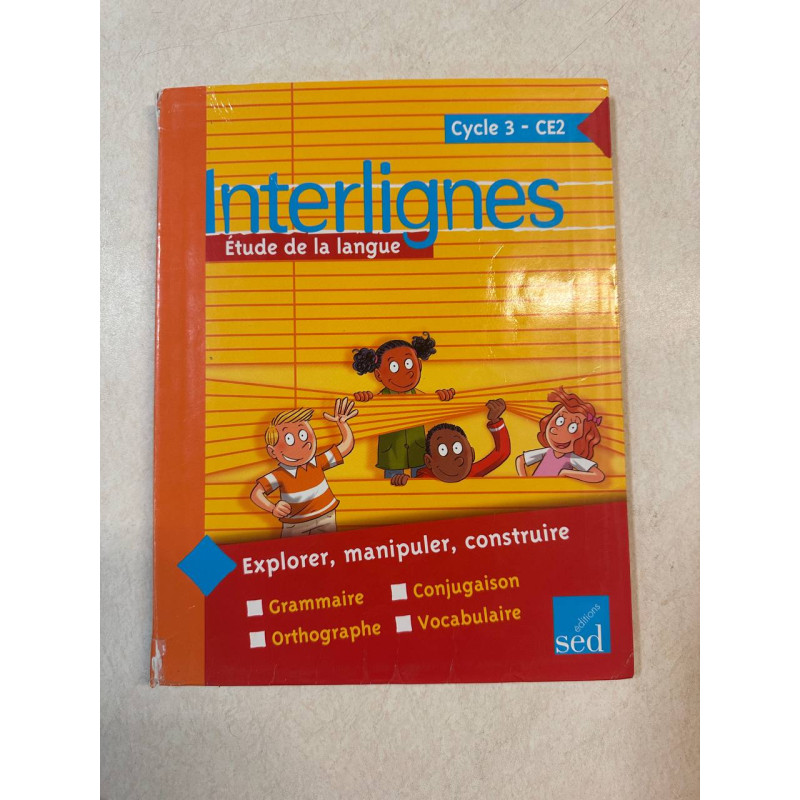 Cycle 3 - CE2
Interlignes
Étude de la langue
Explorer, manipuler, construire
Grammaire
Conjugaison
Orthographe
Vocabulaire
éditions
sed